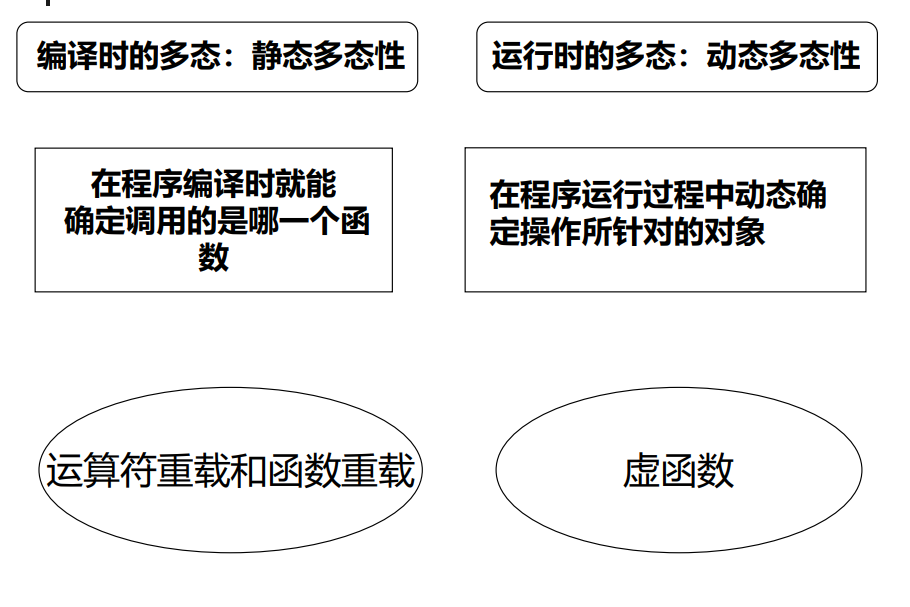 编译时的多态：静态多态性
运行时的多态：动态多态性
在程序编译时就能
确定调用的是哪一个函
数
在程序运行过程中动态确
定操作所针对的对象
运算符重载和函数重载
虚函数